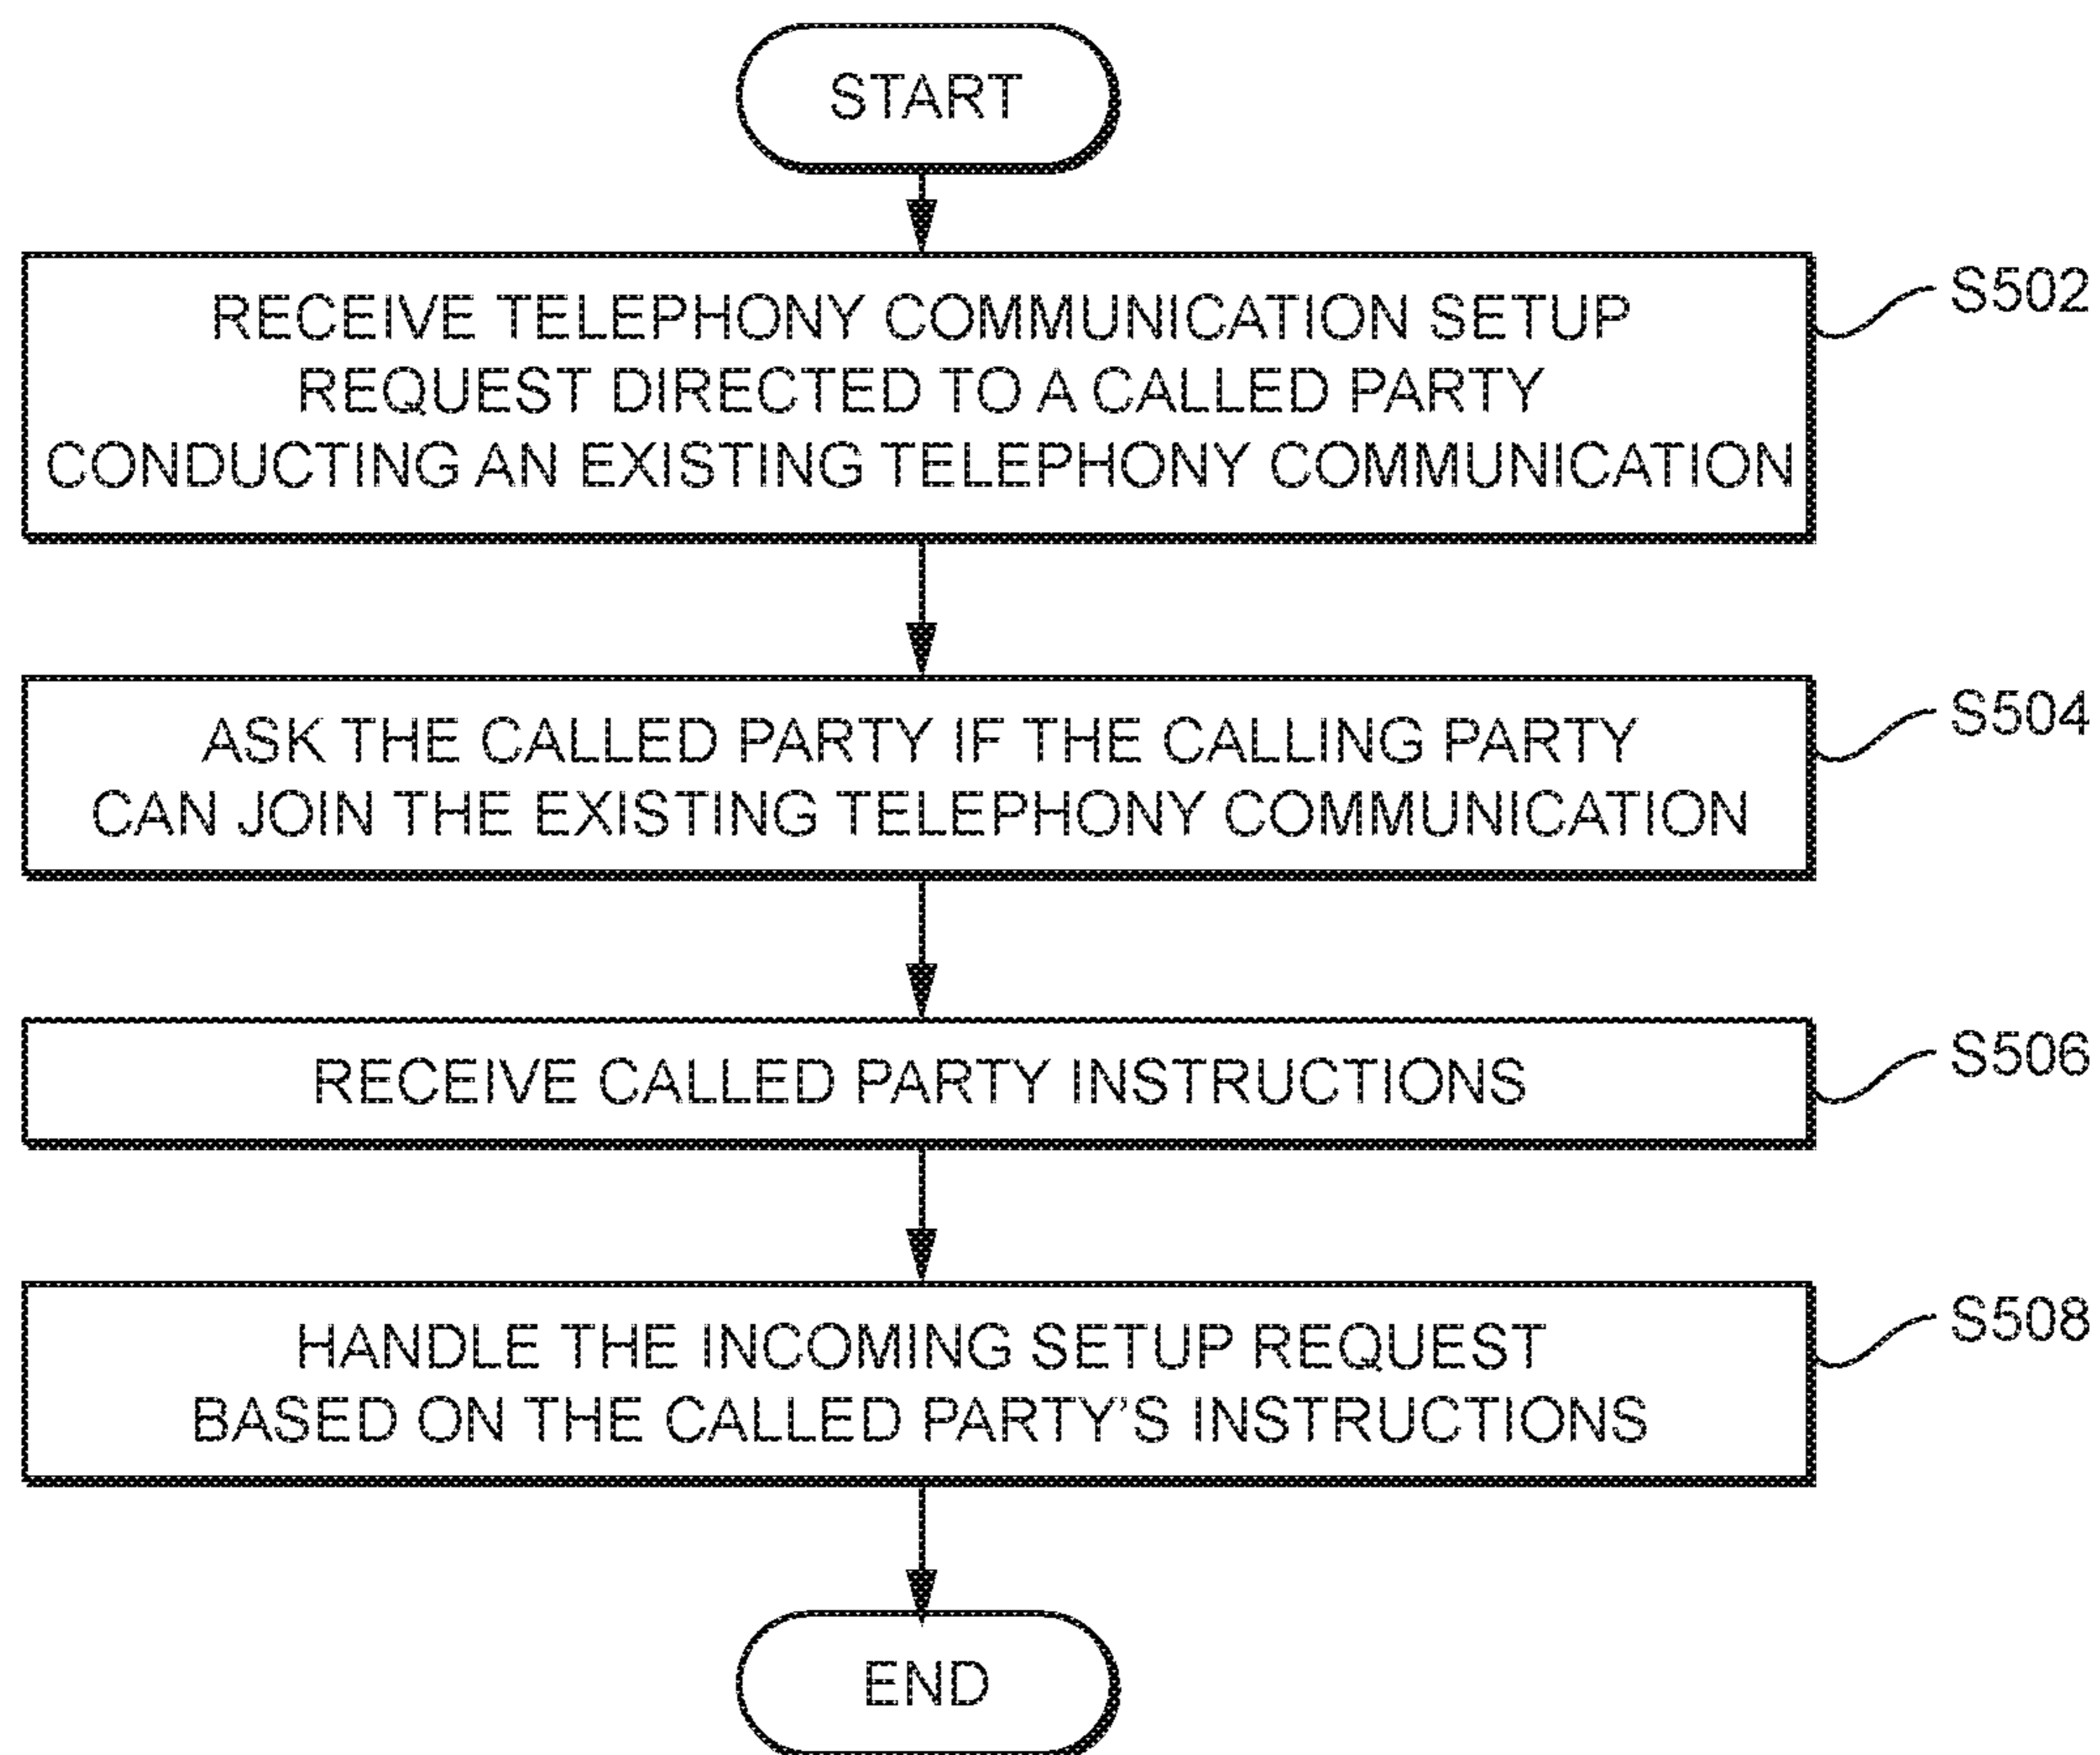 START
RECEIVE TELEPHONY COMMUNICATION SETUP
REQUEST DIRECTED TO A CALLED PARTY
CONDUCTING AN EXISTING TELEPHONY COMMUNICATION
S502
ASK THE CALLED PARTY IF THE CALLING PARTY
CAN JOIN THE EXISTING TELEPHONY COMMUNICATION
S504
RECEIVE CALLED PARTY INSTRUCTIONS
S506
HANDLE THE INCOMING SETUP REQUEST
BASED ON THE CALLED PARTY'S INSTRUCTIONS
S508
END